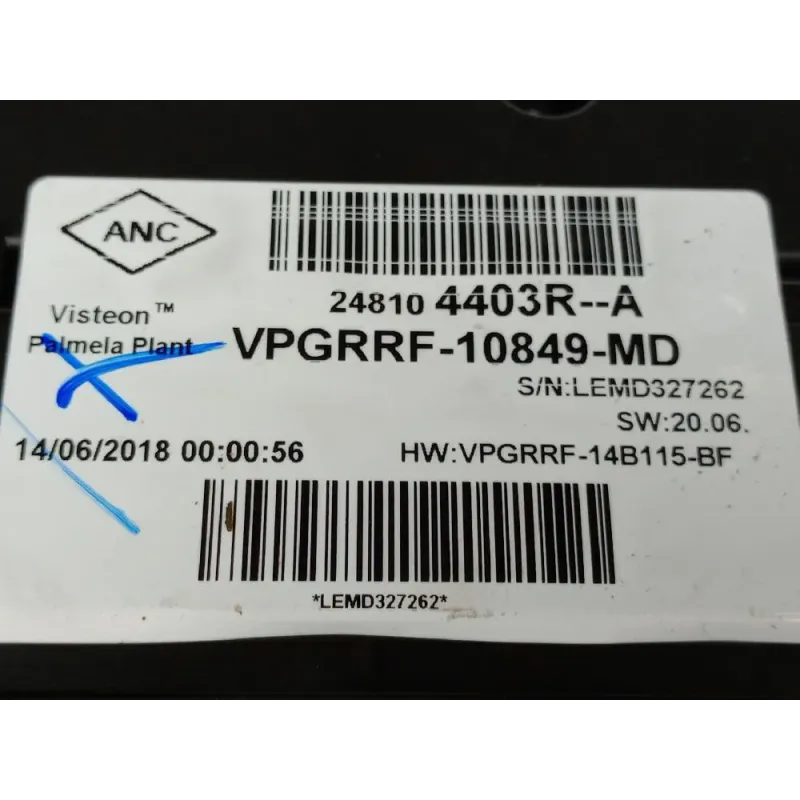 ANC
24810 4403R--A
Visteon™
Palmela Plant
VPGRRF-10849-MD
S/N:LEMD327262
SW:20.06.
14/06/2018 00:00:56
HW:VPGRRF-14B115-BF
*LEMD327262*